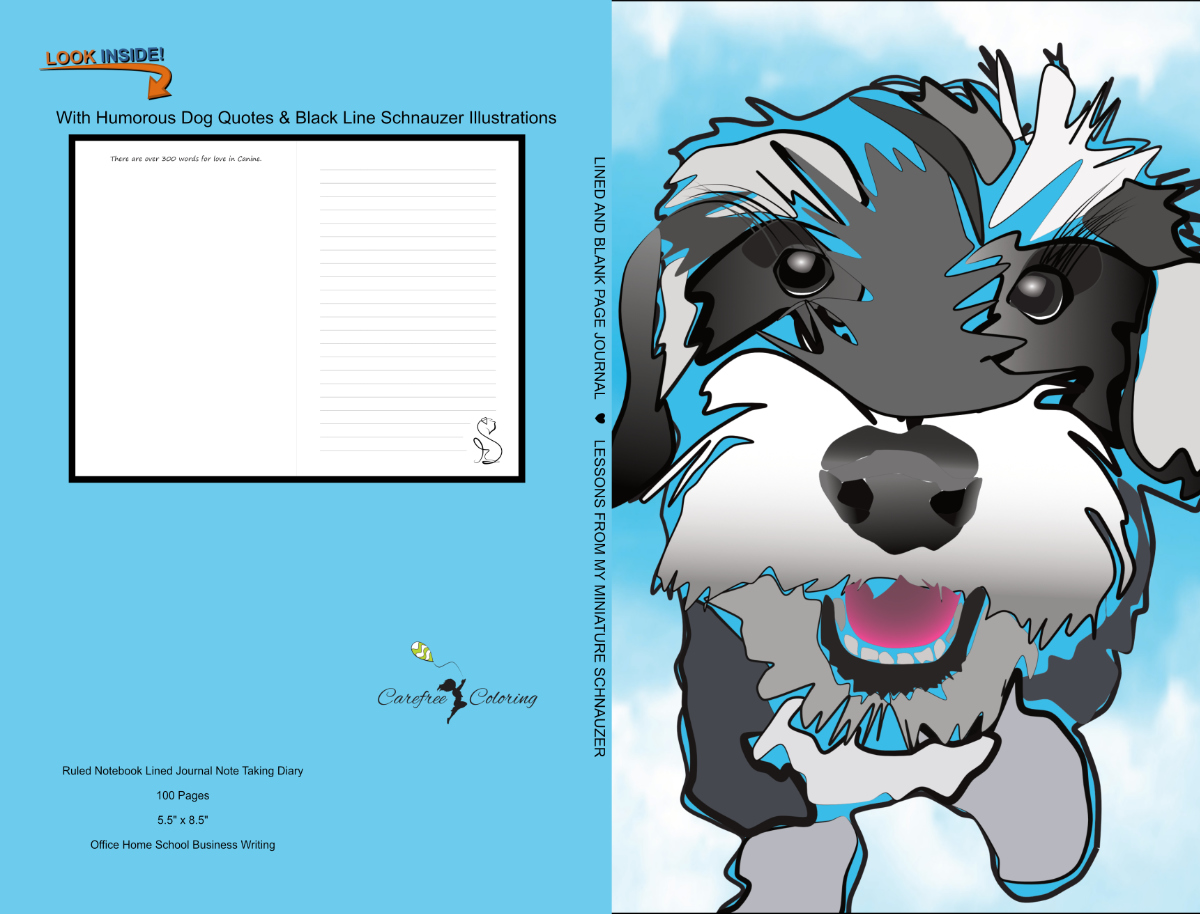 LOOK INSIDE!
With Humorous Dog Quotes & Black Line Schnauzer Illustrations
There are over 300 words for love in Canine.
Carefree Coloring
Ruled Notebook Lined Journal Note Taking Diary
100 Pages
5.5" x 8.5"
Office Home School Business Writing
LINED AND BLANK PAGE JOURNAL ♥ LESSONS FROM MY MINIATURE SCHNAUZER